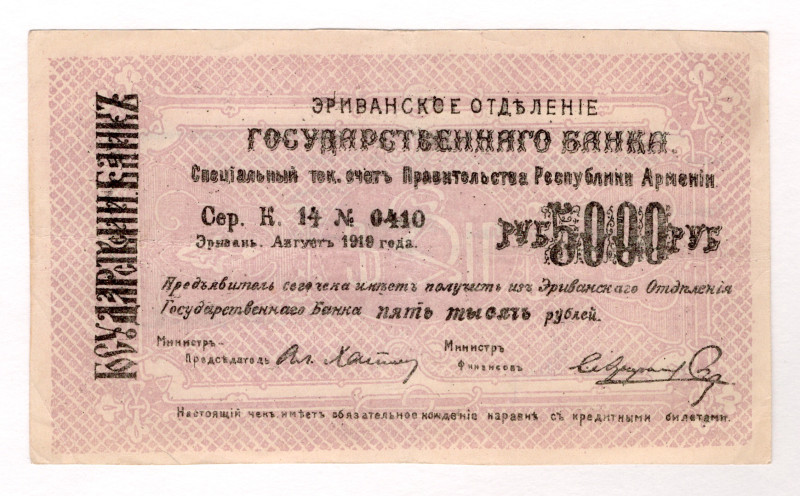 ГОСУДАРСТВЕННЫЙ БАНКЪ
ЭРИВАНСКОЕ ОТДѢЛЕНІЕ
ГОСУДАРСТВЕННАГО БАНКА.
Спеціальный тек. счетъ Правительства Республики Арменіи
Сер. К. 14 № 0410
Эривань. Августъ 1919 года.
РУБ 5000 РУБ
Предъявитель сего чека имѣетъ получить изъ Эриванскаго Отдѣленія
Государственнаго Банка пять тысячъ рублей.
Министръ-
Предсѣдатель Ал. Хатис
Министръ
Финансовъ
Настоящій чекъ имѣетъ обязательное хожденіе наравнѣ съ кредитными билетами.